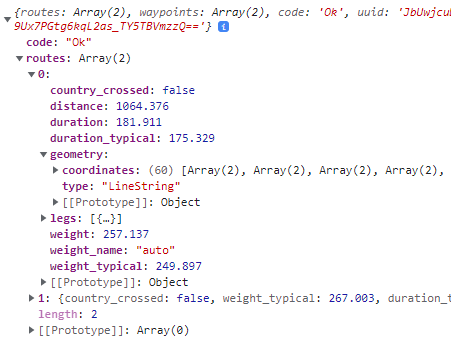 {routes: Array(2), waypoints: Array(2), code: 'Ok', uuid: 'JbUwjcul
9Ux7PGtg6kqL2as_TY5TBVmzzQ=='} i
code: "Ok"
routes: Array(2)
0:
country_crossed: false
distance: 1064.376
duration: 181.911
duration_typical: 175.329
geometry:
coordinates: (60) [Array(2), Array(2), Array(2), Array(2),
type: "LineString"
[[Prototype]]: Object
legs: [{…}]
weight: 257.137
weight_name: "auto"
weight_typical: 249.897
[[Prototype]]: Object
1: {country_crossed: false, weight_typical: 267.003, duration_t
length: 2
[[Prototype]]: Array(0)